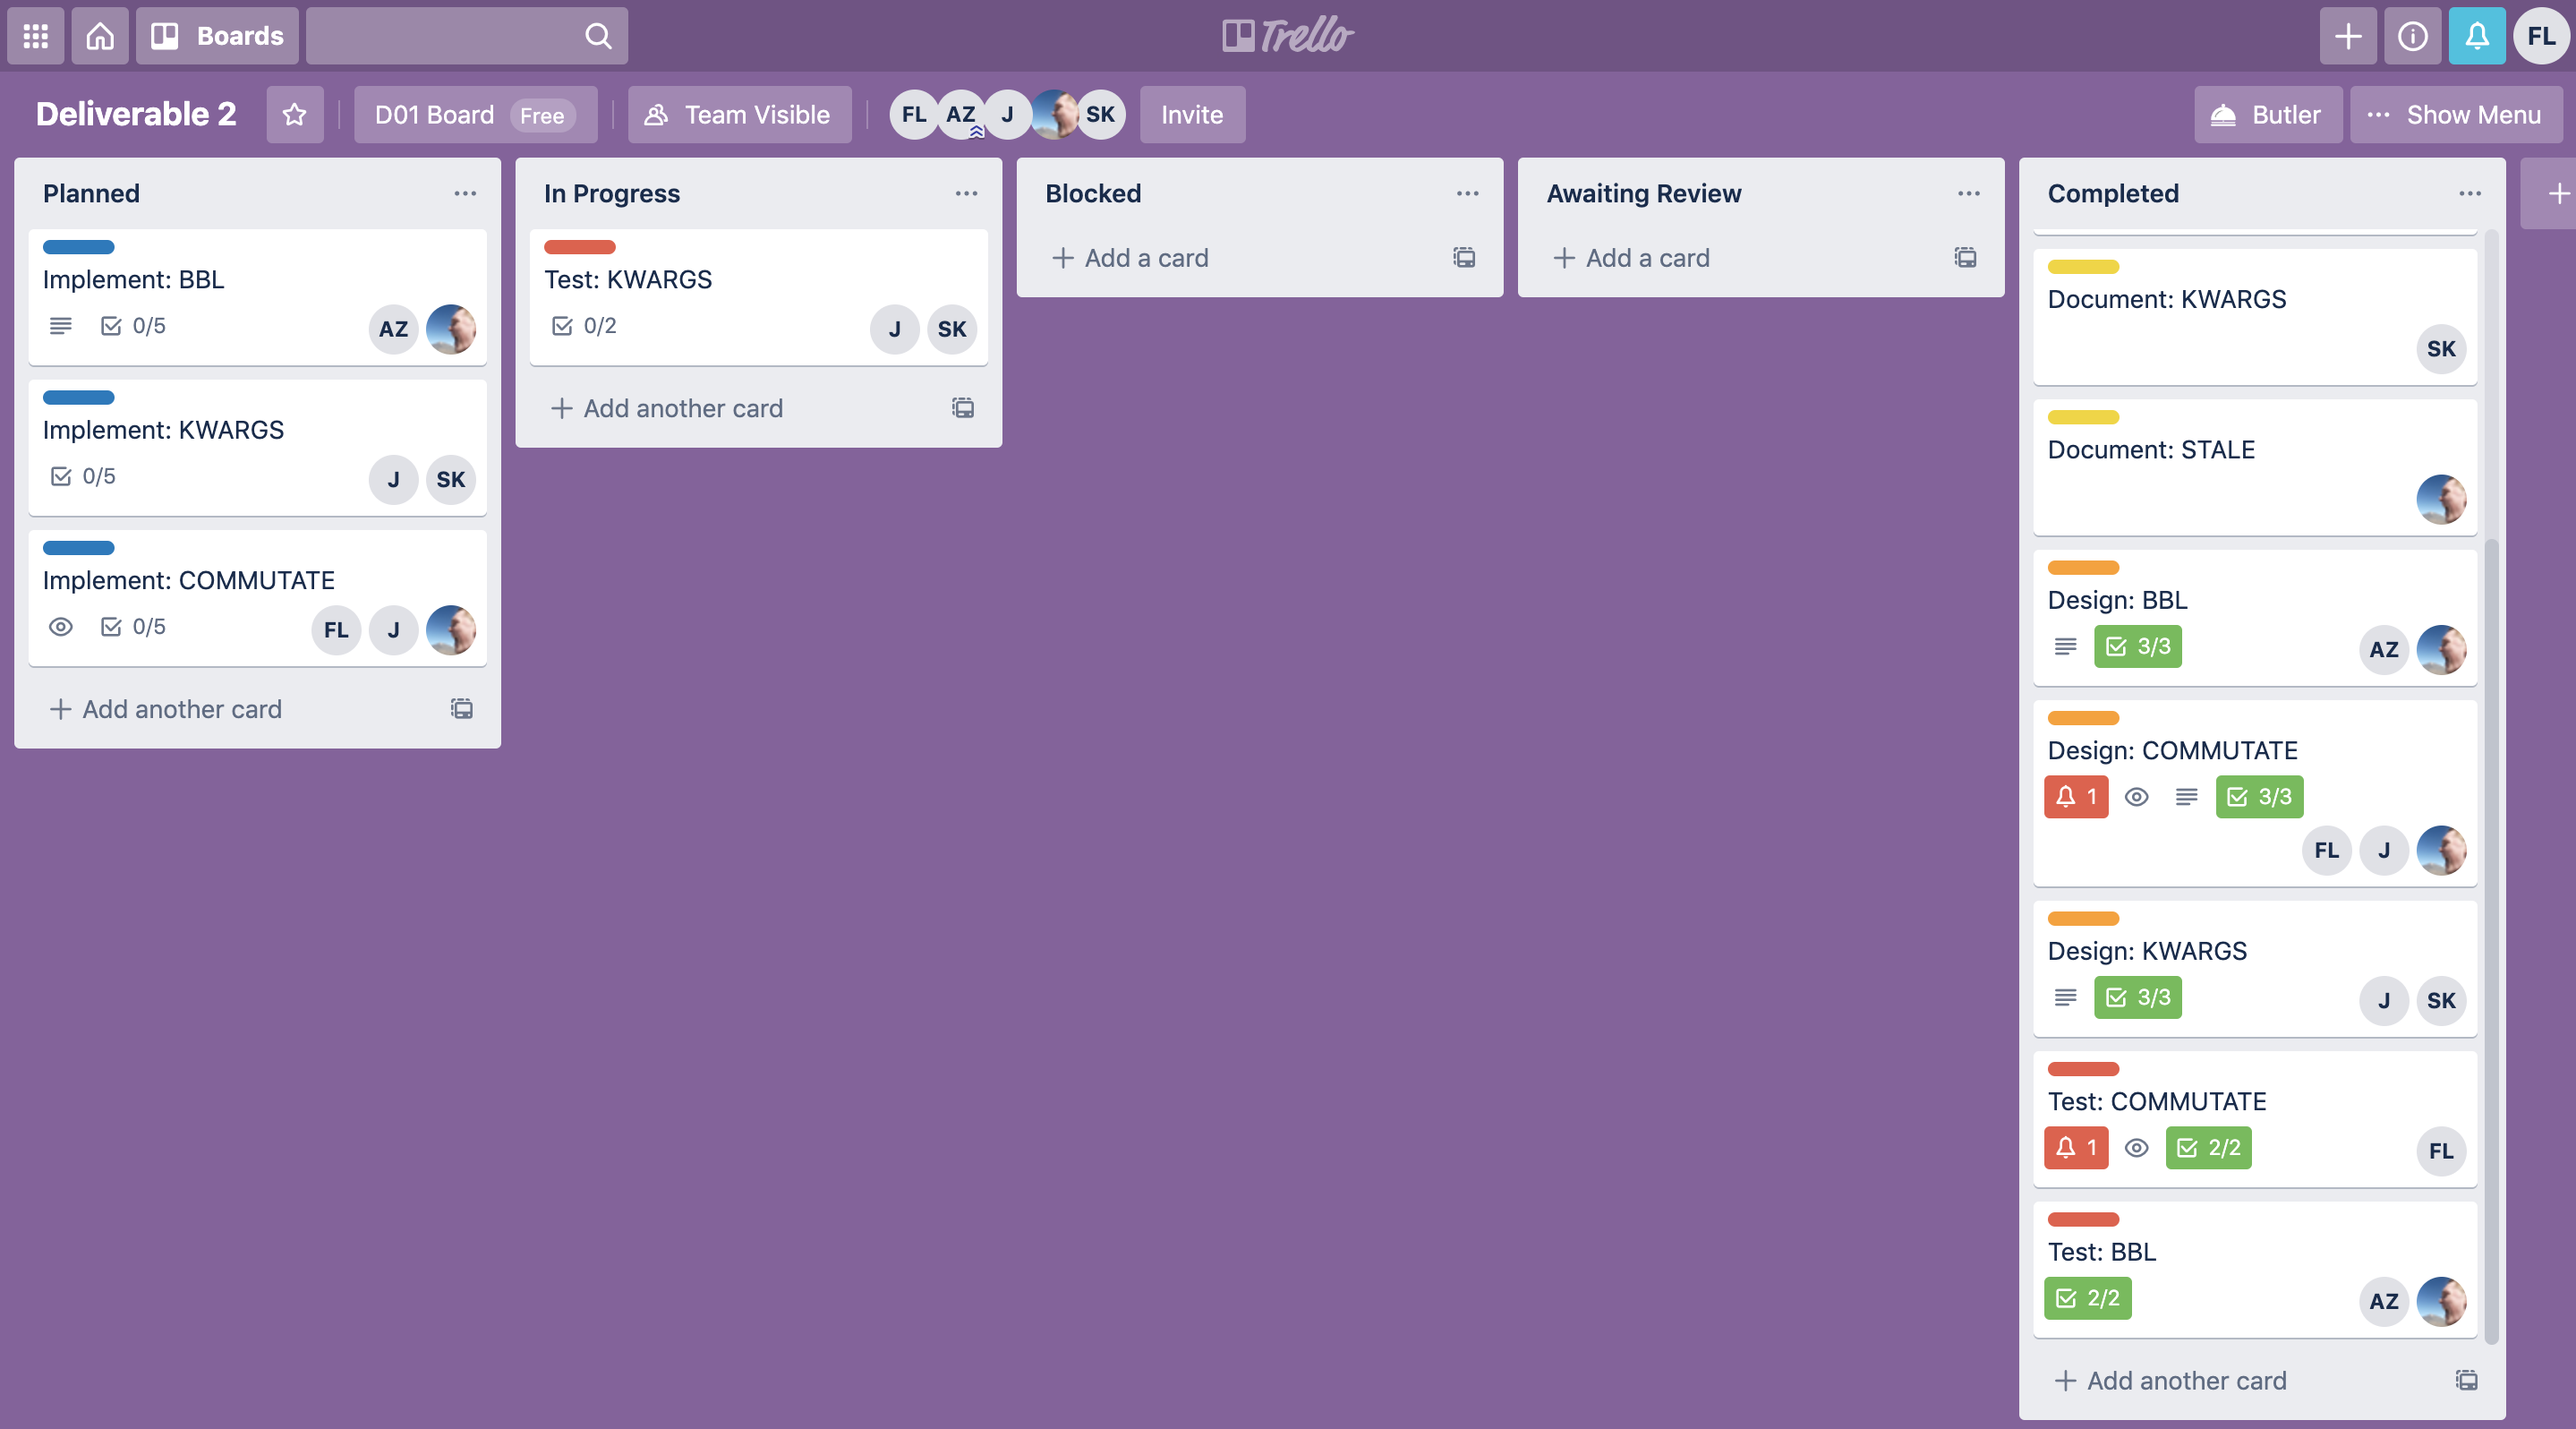 Boards
Trello
FL
Deliverable 2
D01 Board Free
Team Visible
FL AZ J SK
Invite
Butler
Show Menu
Planned
Implement: BBL
0/5
AZ
Implement: KWARGS
0/5
J SK
Implement: COMMUTATE
0/5
FL J
Add another card
In Progress
Test: KWARGS
0/2
J SK
Add another card
Blocked
Add a card
Awaiting Review
Add a card
Completed
Document: KWARGS
SK
Document: STALE
Design: BBL
3/3
AZ
Design: COMMUTATE
1 3/3
FL J
Design: KWARGS
3/3
J SK
Test: COMMUTATE
1 2/2
FL
Test: BBL
2/2
AZ
Add another card